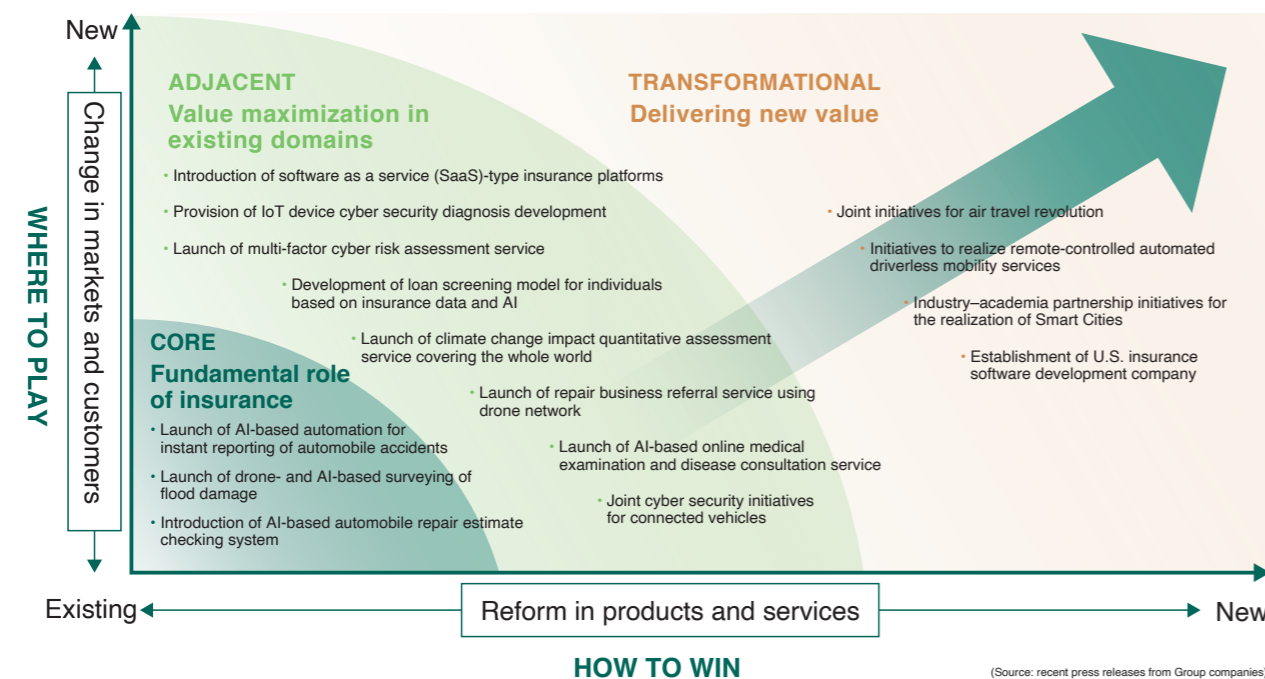 New
Change in markets and customers
WHERE TO PLAY
ADJACENT
Value maximization in
existing domains
• Introduction of software as a service (SaaS)-type insurance platforms
• Provision of IoT device cyber security diagnosis development
• Launch of multi-factor cyber risk assessment service
• Development of loan screening model for individuals
based on insurance data and AI
• Launch of climate change impact quantitative assessment
service covering the whole world
• Launch of repair business referral service using
drone network
• Launch of AI-based online medical
examination and disease consultation service
• Joint cyber security initiatives
for connected vehicles
TRANSFORMATIONAL
Delivering new value
• Joint initiatives for air travel revolution
• Initiatives to realize remote-controlled automated
driverless mobility services
• Industry–academia partnership initiatives for
the realization of Smart Cities
• Establishment of U.S. insurance
software development company
CORE
Fundamental role
of insurance
• Launch of AI-based automation for
instant reporting of automobile accidents
• Launch of drone- and AI-based surveying of
flood damage
• Introduction of AI-based automobile repair estimate
checking system
Existing
Reform in products and services
New
HOW TO WIN
(Source: recent press releases from Group companies)